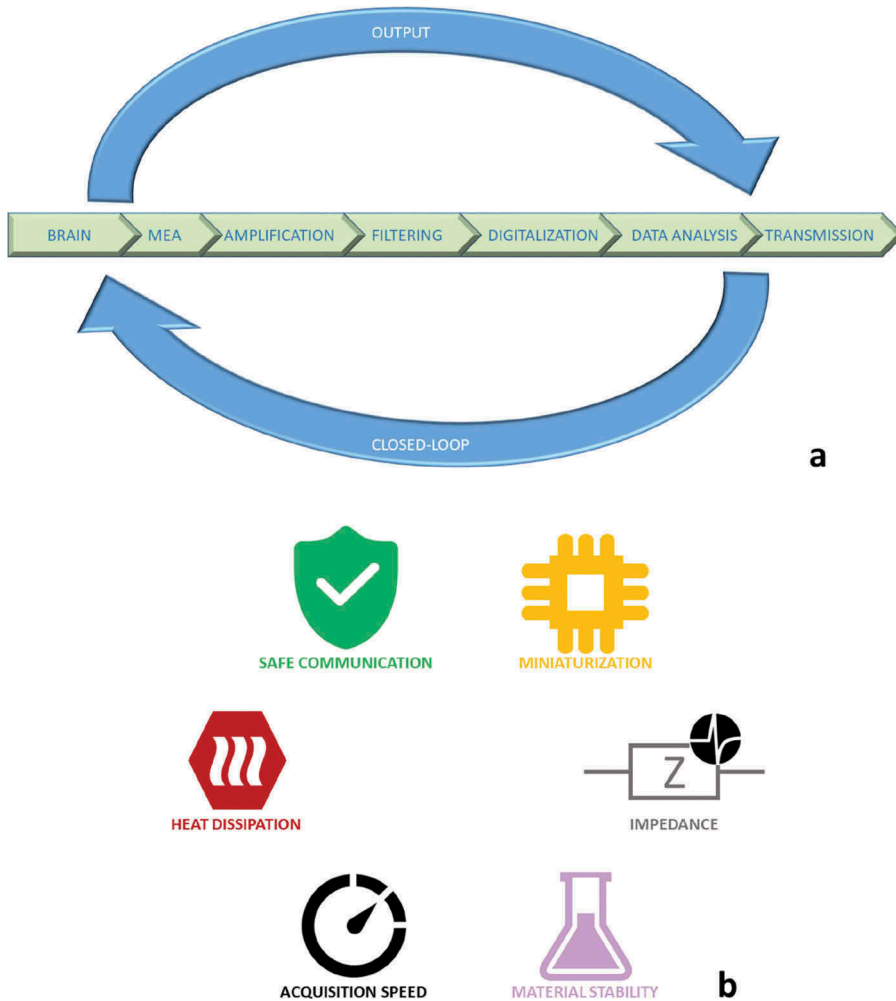 OUTPUT
BRAIN MEA AMPLIFICATION FILTERING DIGITALIZATION DATA ANALYSIS TRANSMISSION
CLOSED-LOOP
a
SAFE COMMUNICATION MINIATURIZATION
Z
HEAT DISSIPATION IMPEDANCE
ACQUISITION SPEED MATERIAL STABILITY
b